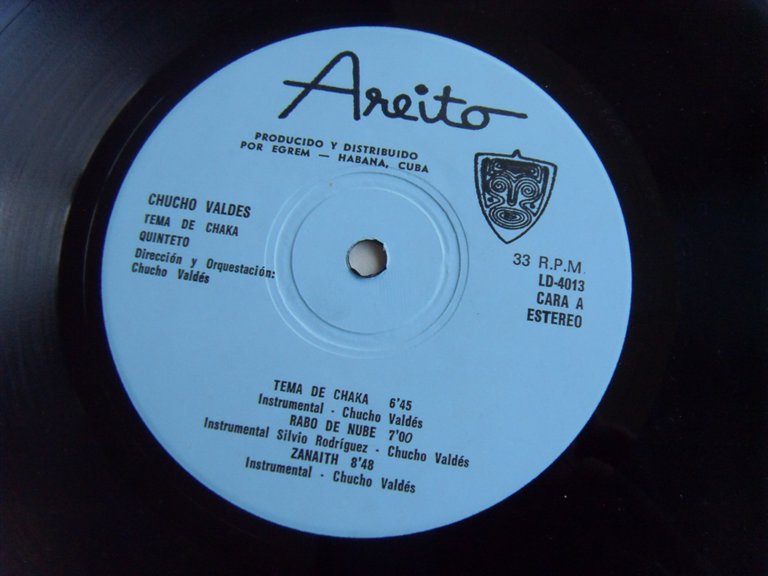 Areito
PRODUCIDO Y DISTRIBUIDO
POR EGREM — HABANA, CUBA
CHUCHO VALDES
TEMA DE CHAKA
QUINTETO
Dirección y Orquestación:
Chucho Valdés
33 R.P.M.
LD-4013
CARA A
ESTEREO
TEMA DE CHAKA 6'45
Instrumental - Chucho Valdés
RABO DE NUBE 7'00
Instrumental Silvio Rodríguez - Chucho Valdés
ZANAITH 8'48
Instrumental - Chucho Valdés